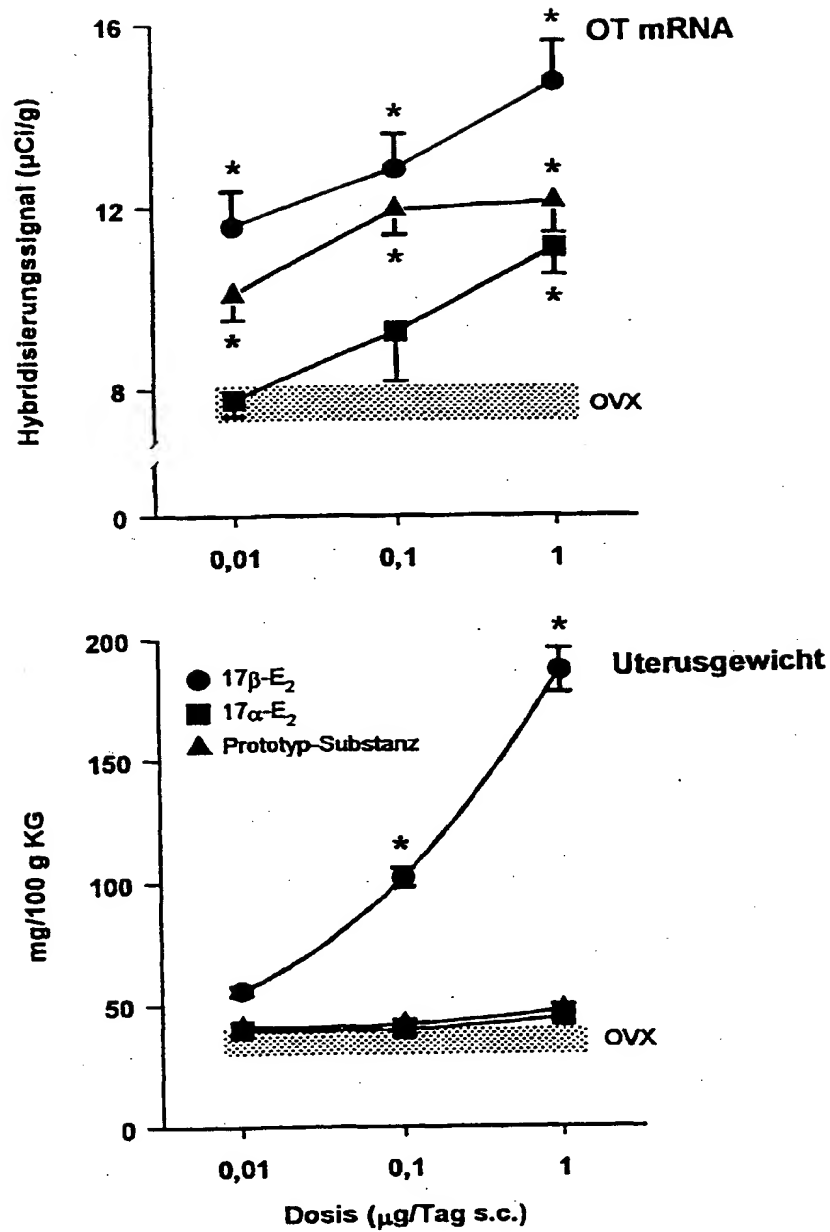 OT mRNA
Hybridisierungssignal (µCi/g)
16
12
8
0
* * *
* * *
*
OVX
0,01 0,1 1
Uterusgewicht
mg/100 g KG
200
150
100
50
0
17β-E₂
17α-E₂
Prototyp-Substanz
* *
OVX
0,01 0,1 1
Dosis (µg/Tag s.c.)